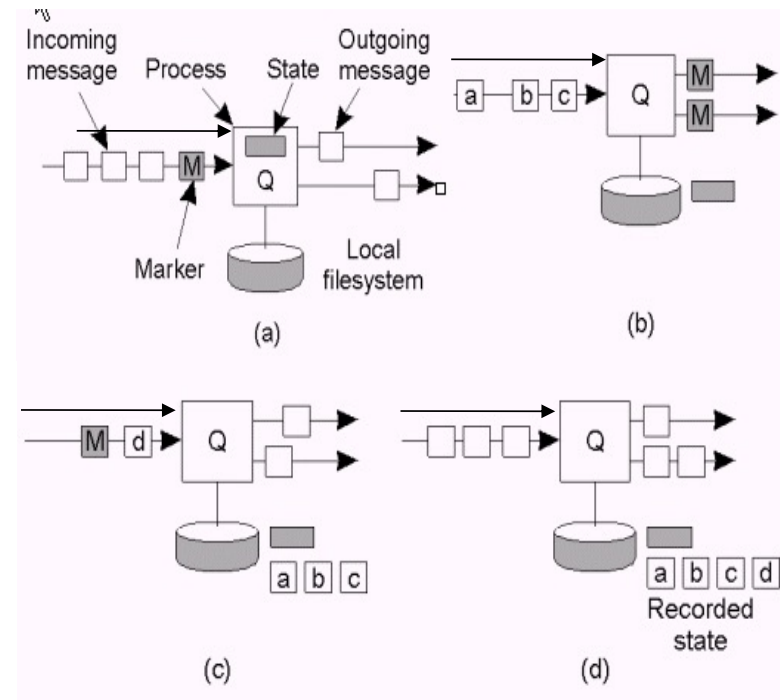 Incoming
message
Process
State
Outgoing
message
M
Q
Marker
Local
filesystem
(a)
a b c
Q
M
M
(b)
M d
Q
a b c
(c)
Q
a b c d
Recorded
state
(d)